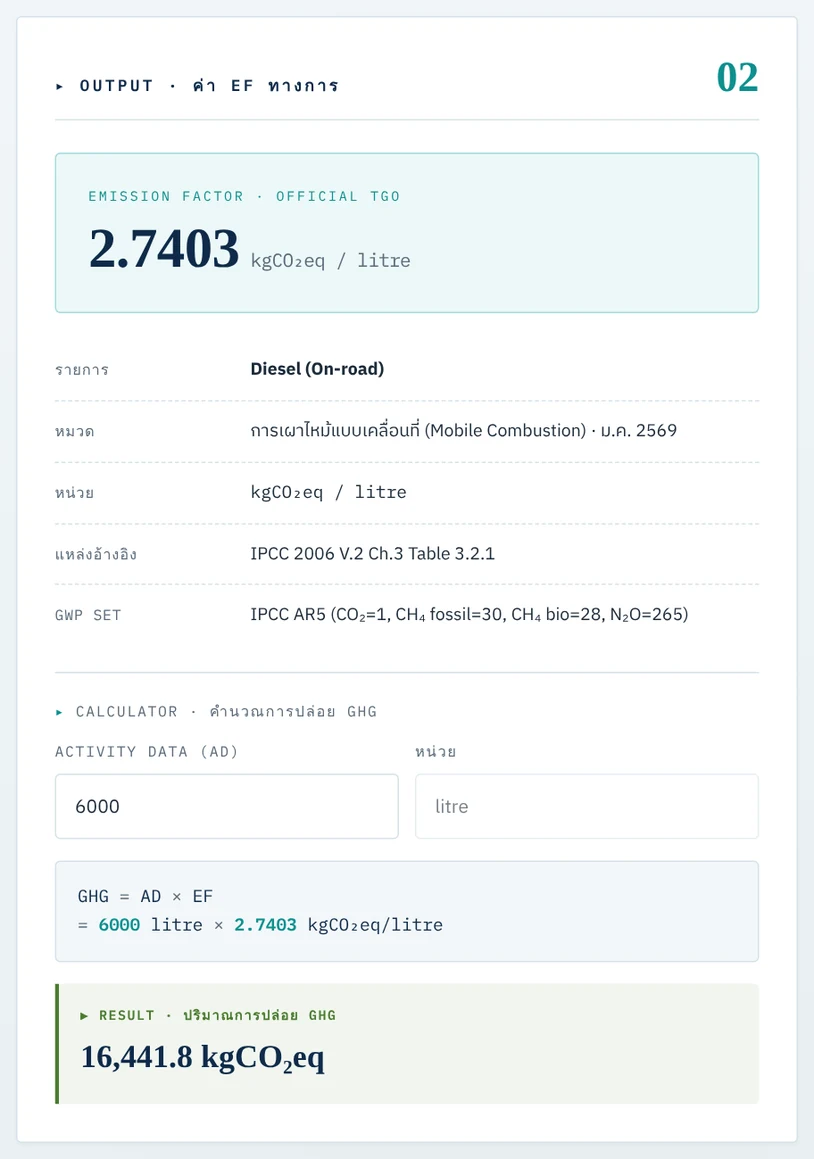 ▸ OUTPUT · ค่า EF ทางการ
02
EMISSION FACTOR · OFFICIAL TGO
2.7403 kgCO₂eq / litre
รายการ Diesel (On-road)
หมวด การเผาไหม้แบบเคลื่อนที่ (Mobile Combustion) · ม.ค. 2569
หน่วย kgCO₂eq / litre
แหล่งอ้างอิง IPCC 2006 V.2 Ch.3 Table 3.2.1
GWP SET IPCC AR5 (CO₂=1, CH₄ fossil=30, CH₄ bio=28, N₂O=265)
▸ CALCULATOR · คำนวณการปล่อย GHG
ACTIVITY DATA (AD) หน่วย
6000 litre
GHG = AD × EF
= 6000 litre × 2.7403 kgCO₂eq/litre
▶ RESULT · ปริมาณการปล่อย GHG
16,441.8 kgCO₂eq